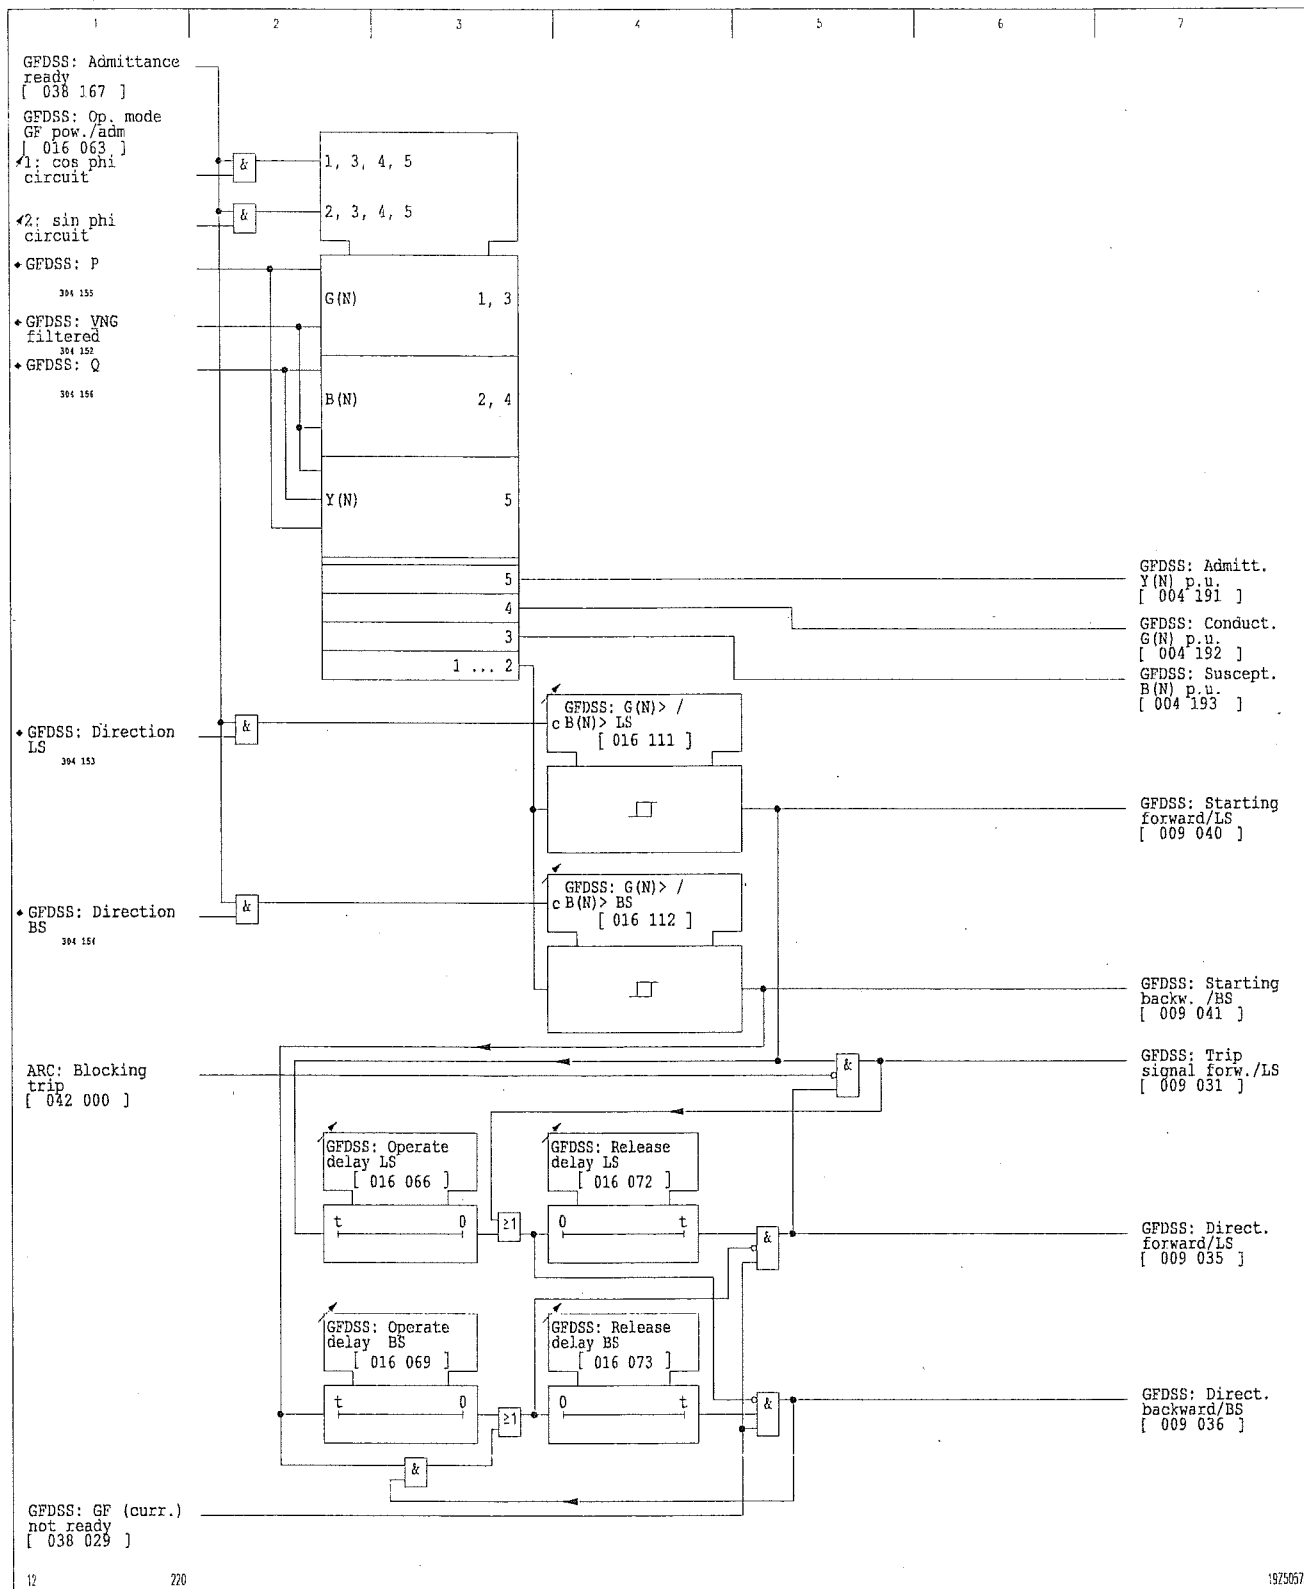 1 2 3 4 5 6 7
GFDSS: Admittance
ready
[ 038 167 ]
GFDSS: Op. mode
GF pow./adm
[ 016 063 ]
1: cos phi
circuit
&
1, 3, 4, 5
2: sin phi
circuit
&
2, 3, 4, 5
GFDSS: P
304 155
G(N) 1, 3
GFDSS: VNG
filtered
304 152
GFDSS: Q
304 156
B(N) 2, 4
Y(N) 5
5
4
3
1 ... 2
GFDSS: Admitt.
Y(N) p.u.
[ 004 191 ]
GFDSS: Conduct.
G(N) p.u.
[ 004 192 ]
GFDSS: Suscept.
B(N) p.u.
[ 004 193 ]
GFDSS: Direction
LS
304 153
&
GFDSS: G(N)> /
c B(N)> LS
[ 016 111 ]
GFDSS: Starting
forward/LS
[ 009 040 ]
GFDSS: Direction
BS
304 154
&
GFDSS: G(N)> /
c B(N)> BS
[ 016 112 ]
GFDSS: Starting
backw. /BS
[ 009 041 ]
ARC: Blocking
trip
[ 042 000 ]
&
GFDSS: Trip
signal forw./LS
[ 009 031 ]
GFDSS: Operate
delay LS
[ 016 066 ]
t 0
≥1
GFDSS: Release
delay LS
[ 016 072 ]
0 t
&
GFDSS: Direct.
forward/LS
[ 009 035 ]
GFDSS: Operate
delay BS
[ 016 069 ]
t 0
≥1
GFDSS: Release
delay BS
[ 016 073 ]
0 t
&
GFDSS: Direct.
backward/BS
[ 009 036 ]
&
GFDSS: GF (curr.)
not ready
[ 038 029 ]
12 220
19Z5057